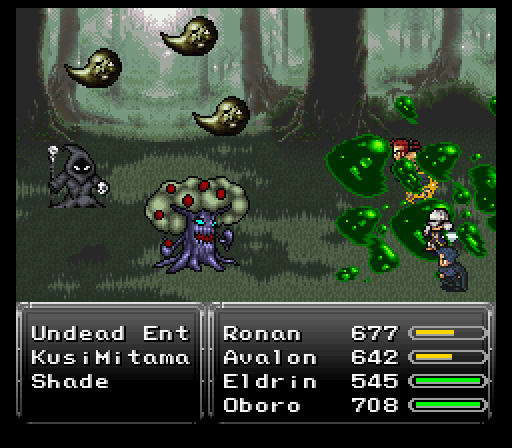 Undead Ent
KusiMitama
Shade
Ronan 677
Avalon 642
Eldrin 545
Oboro 708